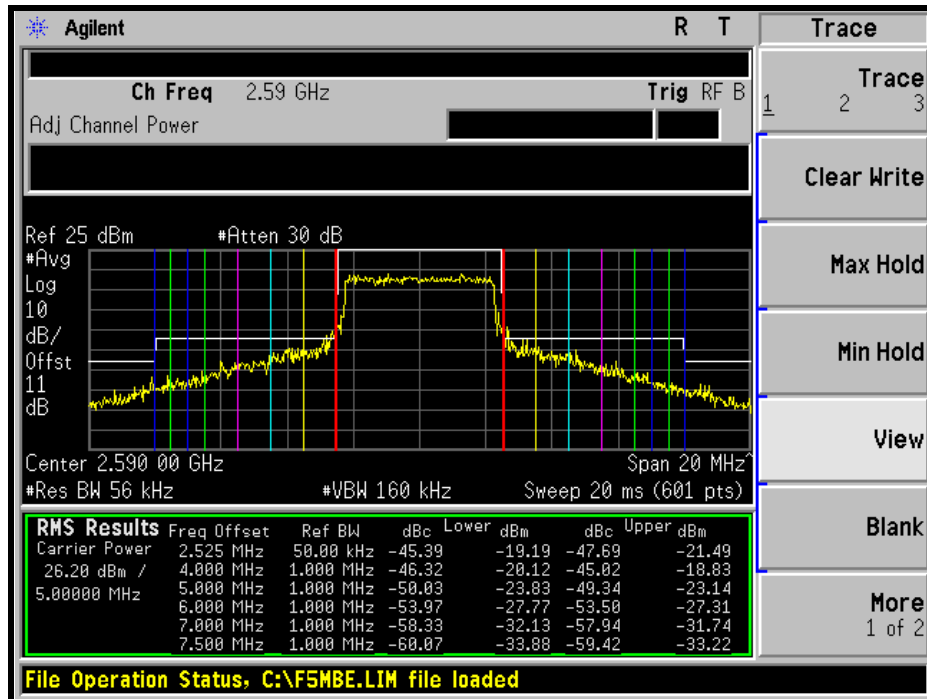 Agilent R T Trace
Ch Freq 2.59 GHz Trig RF B
Adj Channel Power
Trace
1 2 3
Clear Write
Max Hold
Min Hold
View
Blank
More
1 of 2
Ref 25 dBm #Atten 30 dB
#Avg
Log
10
dB/
Offst
11
dB
Center 2.590 00 GHz Span 20 MHz^
#Res BW 56 kHz #VBW 160 kHz Sweep 20 ms (601 pts)
RMS Results Freq Offset Ref BW dBc Lower dBm dBc Upper dBm
Carrier Power 2.525 MHz 50.00 kHz -45.39 -19.19 -47.69 -21.49
26.20 dBm / 4.000 MHz 1.000 MHz -46.32 -20.12 -45.02 -18.83
5.00000 MHz 5.000 MHz 1.000 MHz -50.03 -23.83 -49.34 -23.14
6.000 MHz 1.000 MHz -53.97 -27.77 -53.50 -27.31
7.000 MHz 1.000 MHz -58.33 -32.13 -57.94 -31.74
7.500 MHz 1.000 MHz -60.07 -33.88 -59.42 -33.22
File Operation Status, C:\F5MBE.LIM file loaded